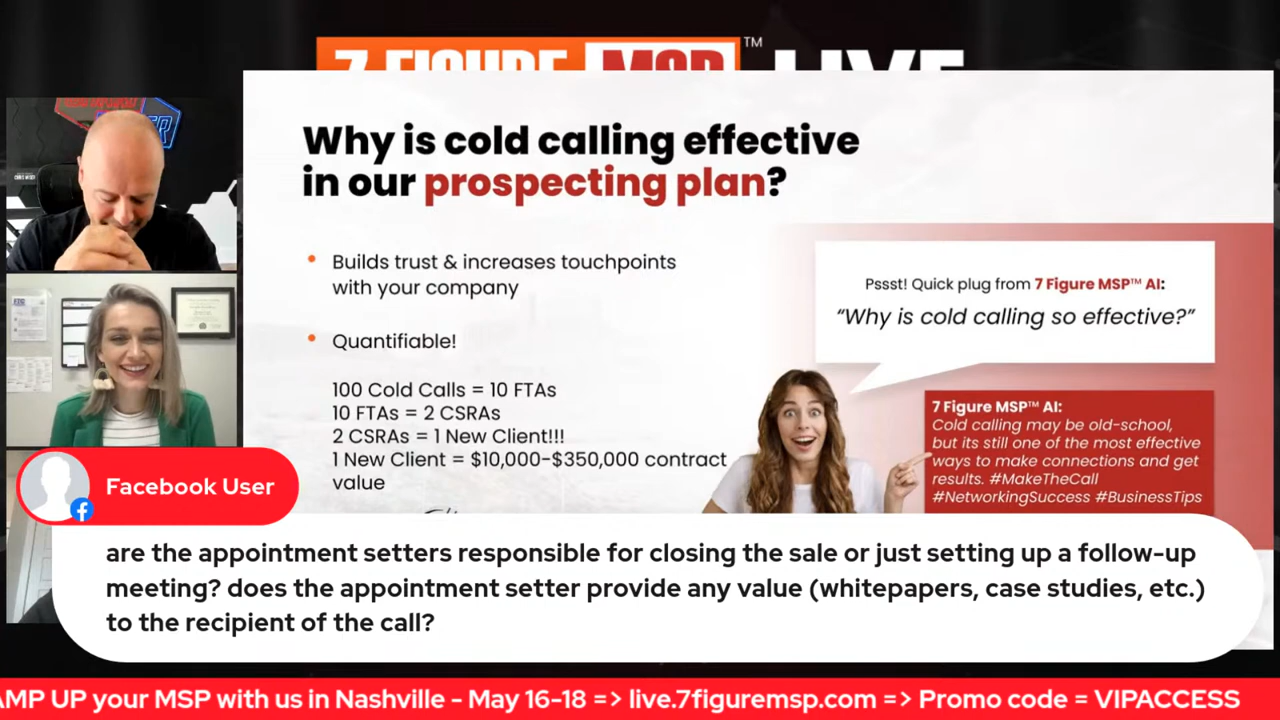 7 FIGURE MSP™ LIVE
Why is cold calling effective
in our prospecting plan?
• Builds trust & increases touchpoints
with your company
• Quantifiable!
100 Cold Calls = 10 FTAs
10 FTAs = 2 CSRAs
2 CSRAs = 1 New Client!!!
1 New Client = $10,000-$350,000 contract
value
Pssst! Quick plug from 7 Figure MSP™ AI:
“Why is cold calling so effective?”
7 Figure MSP™ AI:
Cold calling may be old-school,
but its still one of the most effective
ways to make connections and get
results. #MakeTheCall
#NetworkingSuccess #BusinessTips
Facebook User
are the appointment setters responsible for closing the sale or just setting up a follow-up
meeting? does the appointment setter provide any value (whitepapers, case studies, etc.)
to the recipient of the call?
AMP UP your MSP with us in Nashville - May 16-18 => live.7figuremsp.com => Promo code = VIPACCESS